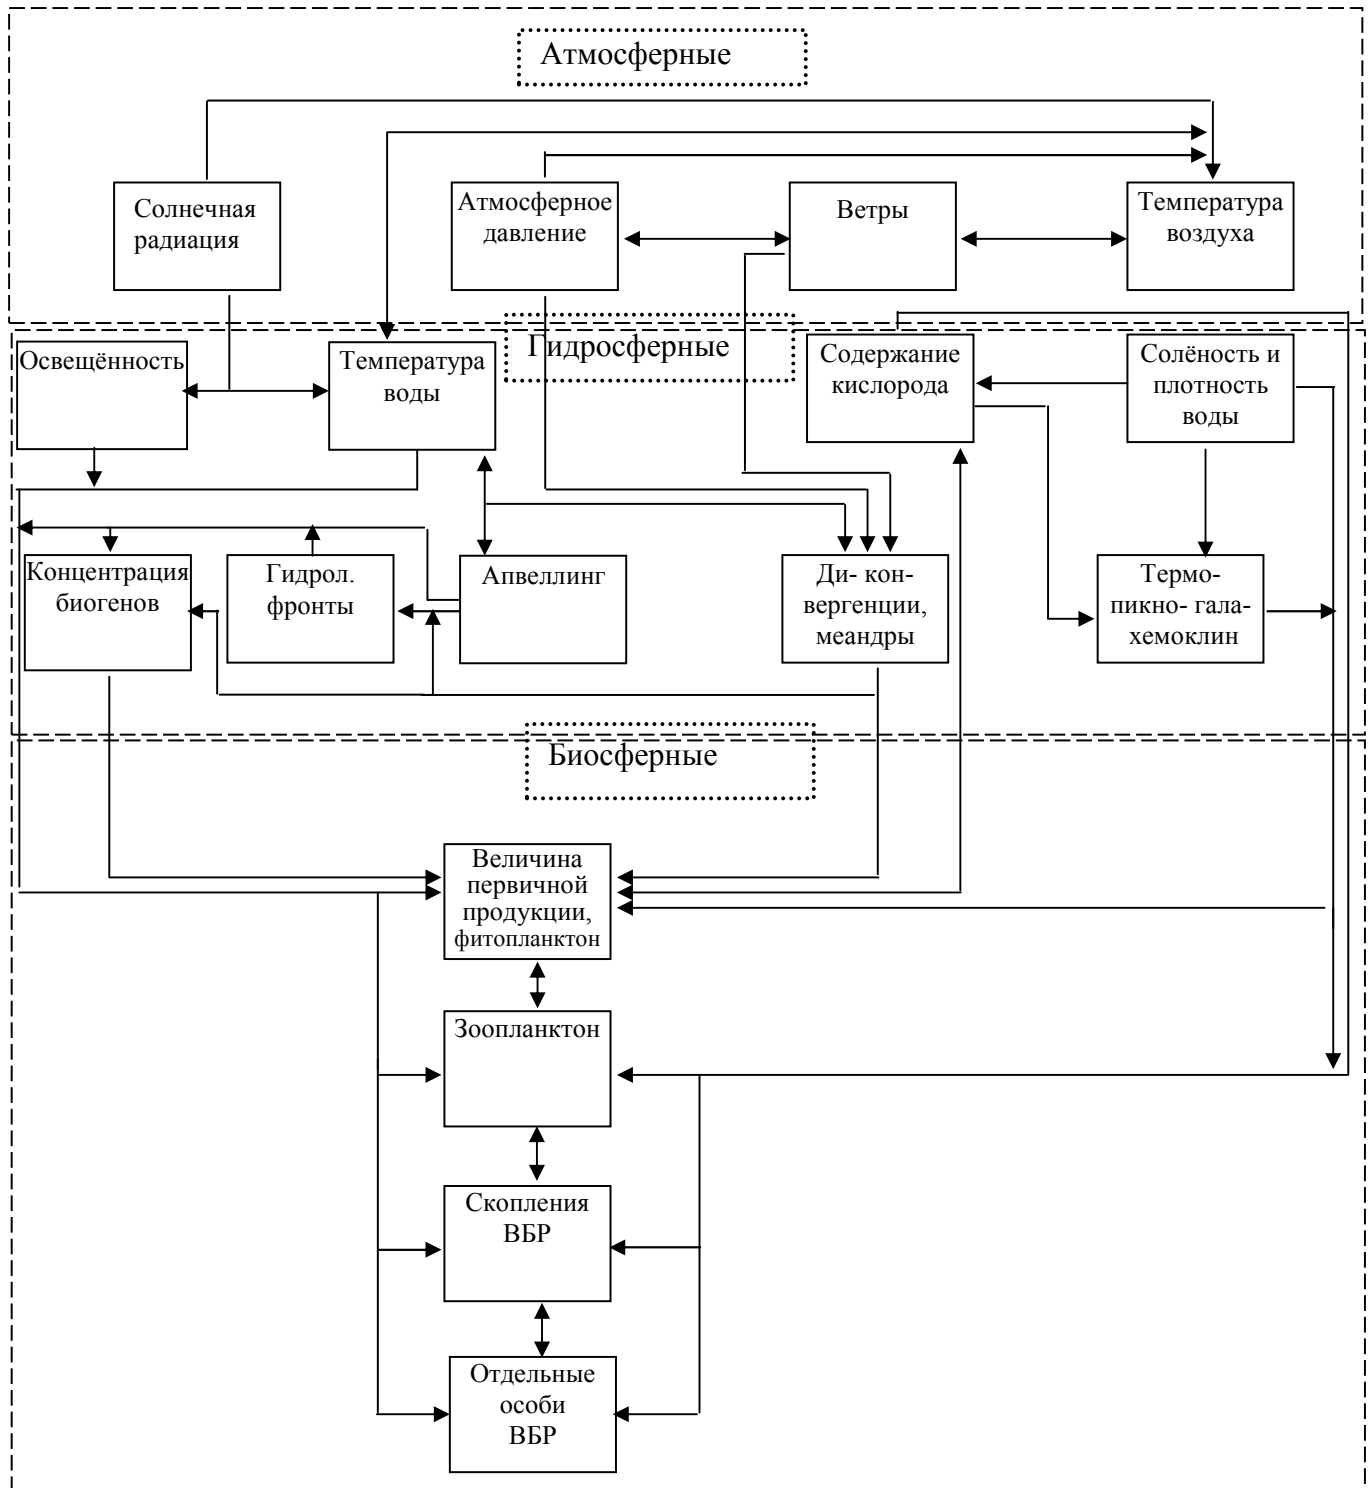 Атмосферные
Солнечная
радиация
Атмосферное
давление
Ветры
Температура
воздуха
Гидросферные
Освещённость
Температура
воды
Содержание
кислорода
Солёность и
плотность
воды
Концентрация
биогенов
Гидрол.
фронты
Апвеллинг
Ди- кон-
вергенции,
меандры
Термо-
пикно- гала-
хемоклин
Биосферные
Величина
первичной
продукции,
фитопланктон
Зоопланктон
Скопления
ВБР
Отдельные
особи
ВБР